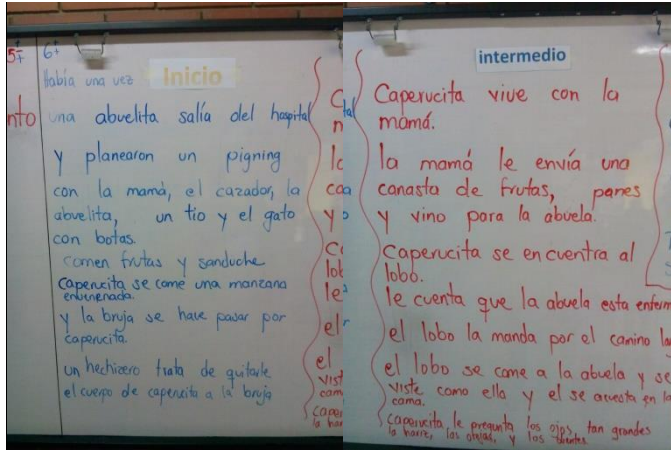 5+
6+
Inicio
Había una vez
nto
una abuelita salía del hospital
y planearon un pigning
con la mamá, el cazador, la
abuelita, un tio y el gato
con botas.
comen frutas y sanduche
caperucita se come una manzana
envenenada.
y la bruja se hace pasar por
caperucita.
un hechizero trata de quitarle
el cuerpo de caperucita a la bruja
intermedio
Caperucita vive con la
mamá.
la mamá le envía una
canasta de frutas, panes
y vino para la abuela.
Caperucita se encuentra al
lobo.
le cuenta que la abuela esta enferm
el lobo la manda por el camino la
el lobo se come a la abuela y se
viste como ella y el se acuesta en la
cama.
caperucita, le pregunta los ojos, tan grandes
la, las orejas, y los dientes